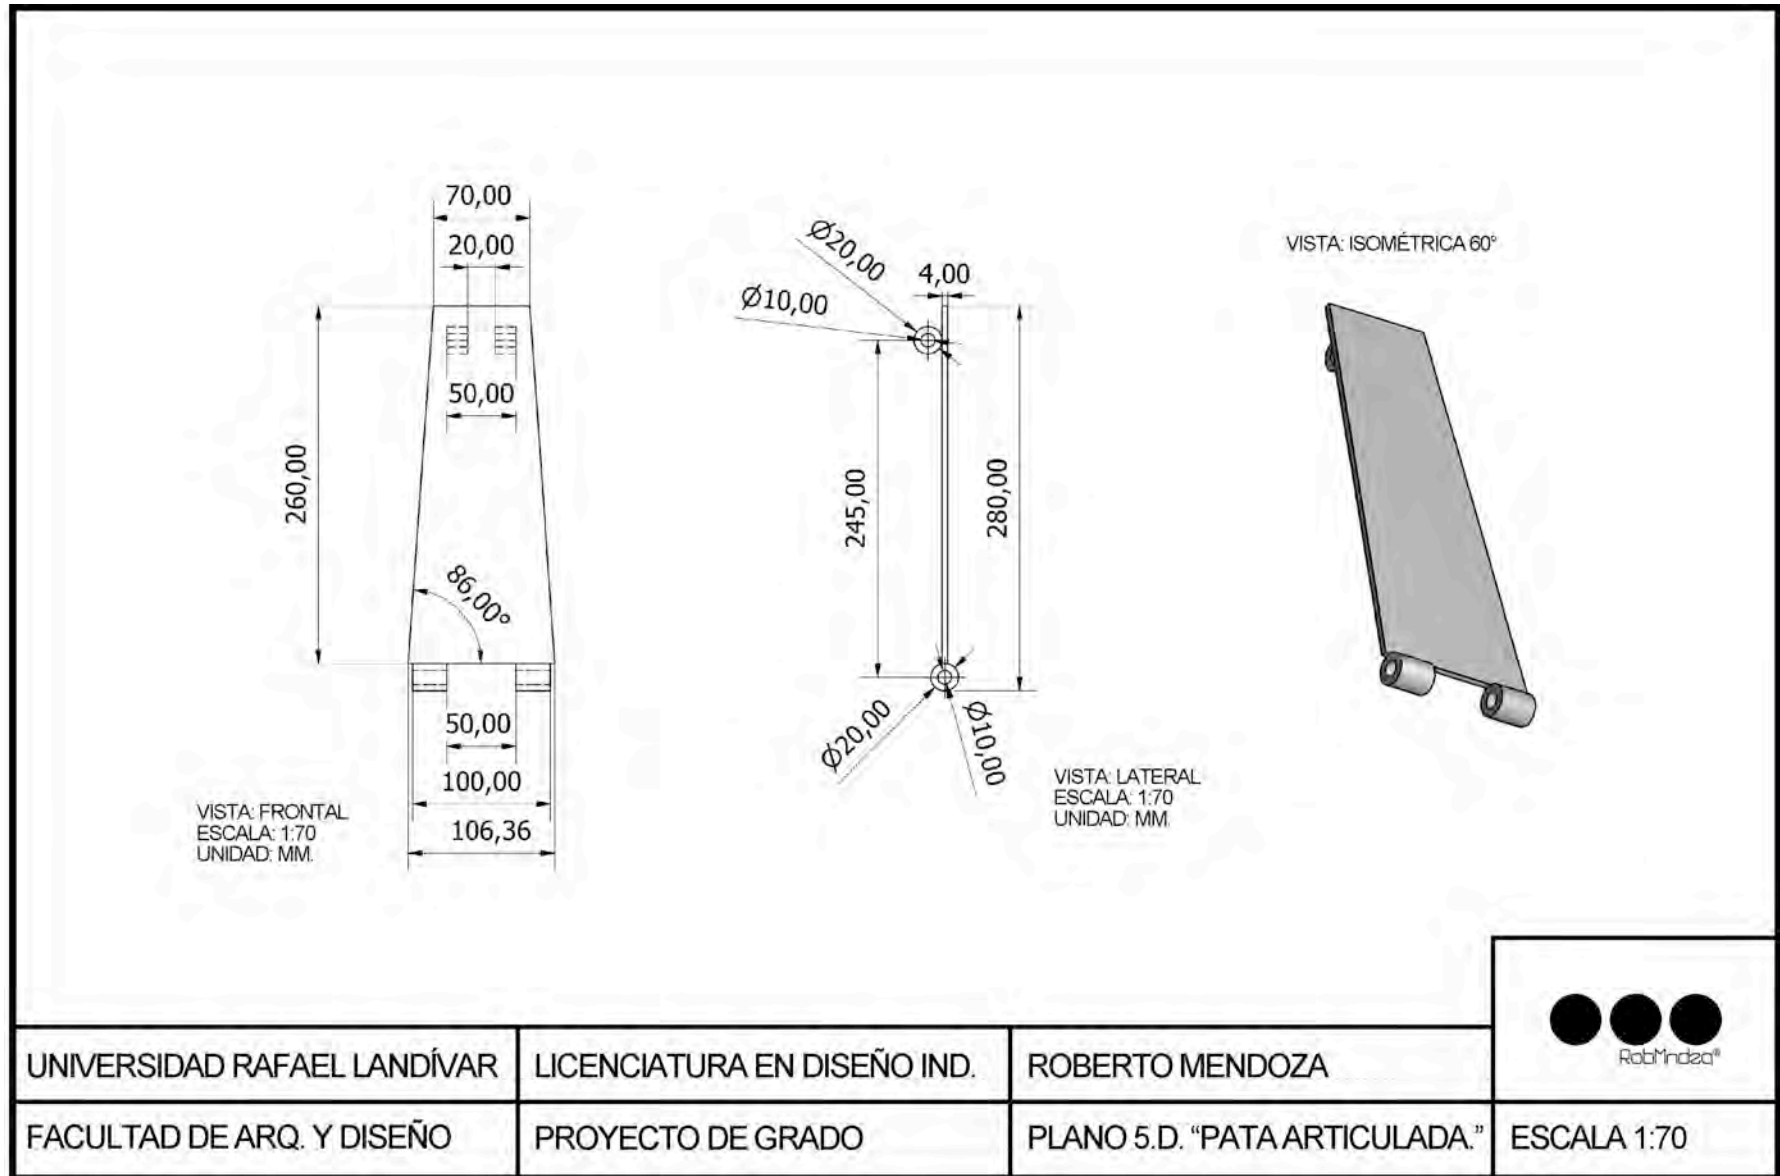 70,00
20,00
50,00
260,00
86,00°
50,00
100,00
106,36
VISTA: FRONTAL
ESCALA: 1:70
UNIDAD: MM.
Ø20,00
4,00
Ø10,00
245,00
280,00
Ø20,00
Ø10,00
VISTA: LATERAL
ESCALA: 1:70
UNIDAD: MM.
VISTA: ISOMÉTRICA 60°
RobMndza®
UNIVERSIDAD RAFAEL LANDÍVAR
LICENCIATURA EN DISEÑO IND.
ROBERTO MENDOZA
FACULTAD DE ARQ. Y DISEÑO
PROYECTO DE GRADO
PLANO 5.D. “PATA ARTICULADA.”
ESCALA 1:70